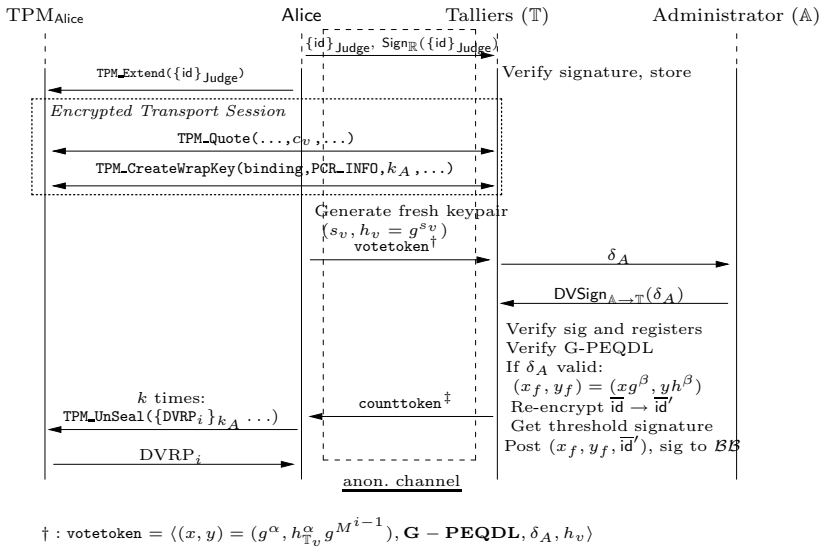 TPM_Alice Alice Talliers (𝕋) Administrator (𝔸)
{id}_Judge, Sign_ℝ({id}_Judge)
TPM_Extend({id}_Judge)
Verify signature, store
Encrypted Transport Session
TPM_Quote(...,c_v,...)
TPM_CreateWrapKey(binding,PCR_INFO,k_A,...)
Generate fresh keypair
(s_v, h_v = g^{s_v})
votetoken†
δ_A
DVSign_{𝔸→𝕋}(δ_A)
Verify sig and registers
Verify G-PEQDL
If δ_A valid:
(x_f, y_f) = (xg^β, yh^β)
Re-encrypt \overline{id} → \overline{id}′
Get threshold signature
Post (x_f, y_f, \overline{id}′), sig to ℬℬ
counttoken‡
k times:
TPM_UnSeal({DVRP_i}_{k_A} ...)
DVRP_i
anon. channel
† : votetoken = ⟨(x, y) = (g^α, h^α_{𝕋_v} g^{M^{i−1}}), G − PEQDL, δ_A, h_v⟩